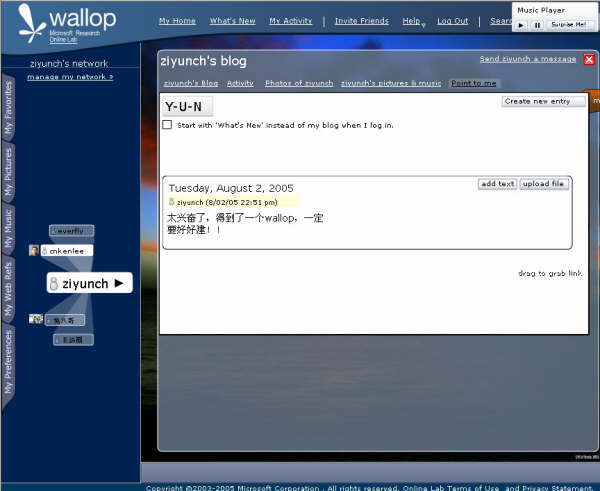 wallop
Microsoft Research
Online Lab
My Home What's New My Activity | Invite Friends Help Log Out | Sear
Music Player
Surprise Me!
ziyunch's network
manage my network >
My Favorites
My Pictures
My Music
My Web Refs
My Preferences
everfly
cnkenlee
ziyunch
ziyunch's blog
Send ziyunch a message
ziyunch's Blog Activity Photos of ziyunch ziyunch's pictures & music Point to me
Y-U-N
Create new entry
Start with 'What's New' instead of my blog when I log in.
Tuesday, August 2, 2005
add text upload file
ziyunch (8/02/05 22:51 pm)
太兴奋了，得到了一个wallop，一定
要好好建！！
drag to grab link
Copyright ©2003-2005 Microsoft Corporation. All rights reserved. Online Lab Terms of Use and Privacy Statement.